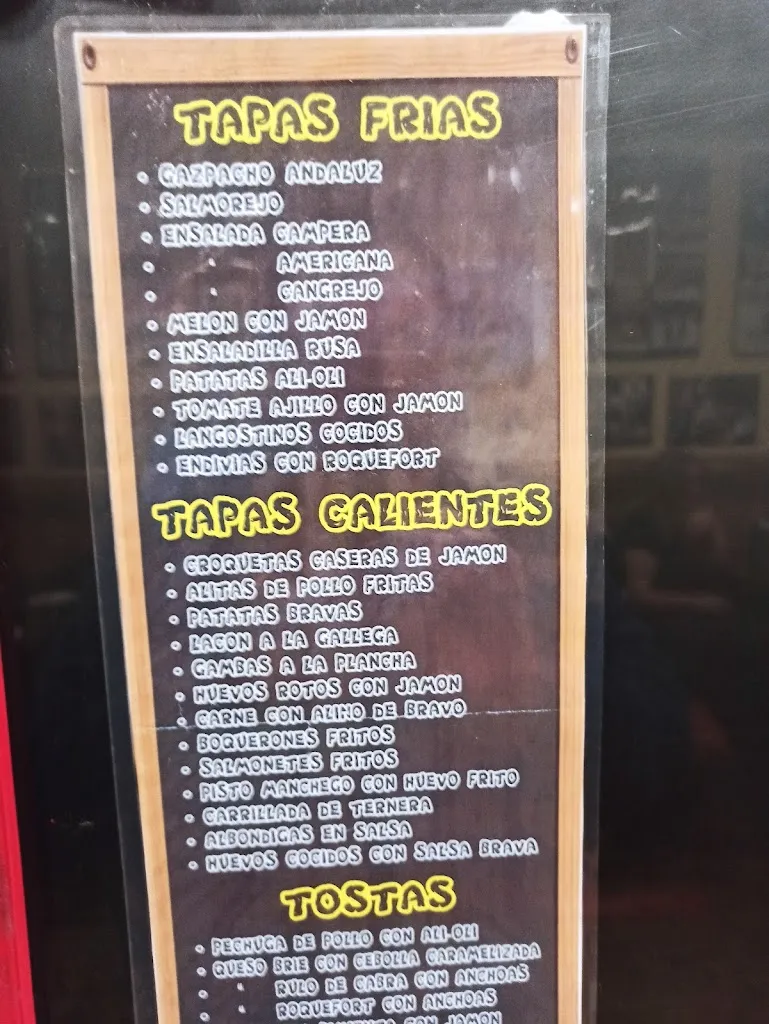 TAPAS FRIAS
• GAZPACHO ANDALUZ
• SALMOREJO
• ENSALADA CAMPERA
• " AMERICANA
• " CANGREJO
• MELON CON JAMON
• ENSALADILLA RUSA
• PATATAS ALI-OLI
• TOMATE AJILLO CON JAMON
• LANGOSTINOS COCIDOS
• ENDIVIAS CON ROQUEFORT
TAPAS CALIENTES
• CROQUETAS CASERAS DE JAMON
• ALITAS DE POLLO FRITAS
• PATATAS BRAVAS
• LACON A LA GALLEGA
• GAMBAS A LA PLANCHA
• HUEVOS ROTOS CON JAMON
• CARNE CON ALIÑO DE BRAVO
• BOQUERONES FRITOS
• SALMONETES FRITOS
• PISTO MANCHEGO CON HUEVO FRITO
• CARRILLADA DE TERNERA
• ALBONDIGAS EN SALSA
• HUEVOS COCIDOS CON SALSA BRAVA
TOSTAS
• PECHUGA DE POLLO CON ALI-OLI
• QUESO BRIE CON CEBOLLA CARAMELIZADA
• " RULO DE CABRA CON ANCHOAS
• " ROQUEFORT CON ANCHOAS
CON JAMON